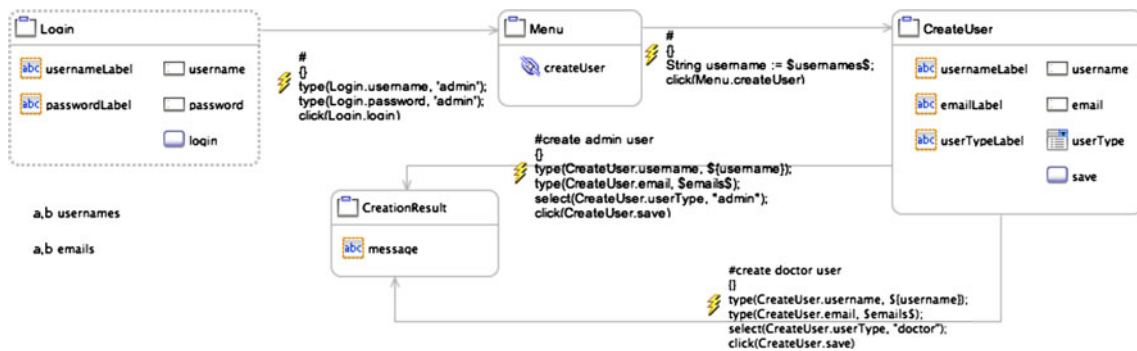 Login
usernameLabel
username
passwordLabel
password
login
#
{}
type(Login.username, 'admin');
type(Login.password, 'admin');
click(Login.login)
Menu
createUser
#
{}
String username := $usernames$;
click(Menu.createUser)
CreateUser
usernameLabel
username
emailLabel
email
userTypeLabel
userType
save
#create admin user
{}
type(CreateUser.username, ${username});
type(CreateUser.email, $emails$);
select(CreateUser.userType, "admin");
click(CreateUser.save)
a,b usernames
a,b emails
CreationResult
message
#create doctor user
{}
type(CreateUser.username, ${username});
type(CreateUser.email, $emails$);
select(CreateUser.userType, "doctor");
click(CreateUser.save)